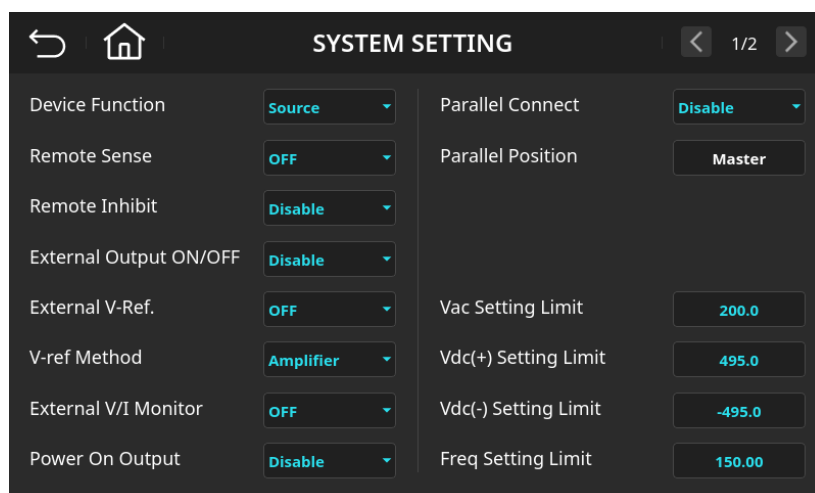 SYSTEM SETTING
1/2
Device Function Source
Remote Sense OFF
Remote Inhibit Disable
External Output ON/OFF Disable
External V-Ref. OFF
V-ref Method Amplifier
External V/I Monitor OFF
Power On Output Disable
Parallel Connect Disable
Parallel Position Master
Vac Setting Limit 200.0
Vdc(+) Setting Limit 495.0
Vdc(-) Setting Limit -495.0
Freq Setting Limit 150.00